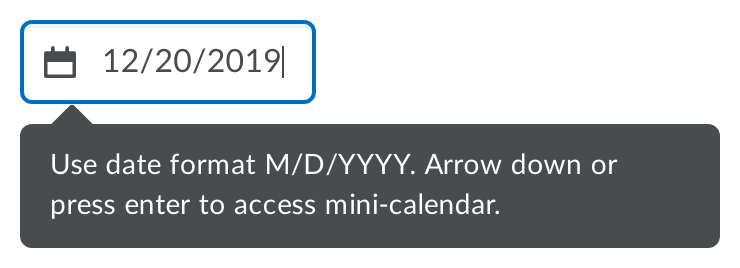 12/20/2019
Use date format M/D/YYYY. Arrow down or
press enter to access mini-calendar.